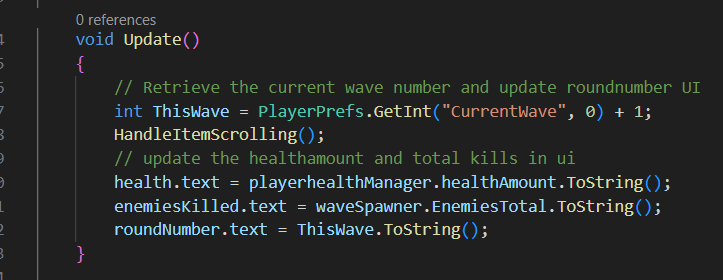 0 references
4 void Update()
5 {
5 // Retrieve the current wave number and update roundnumber UI
7 int ThisWave = PlayerPrefs.GetInt("CurrentWave", 0) + 1;
8 HandleItemScrolling();
9 // update the healthamount and total kills in ui
0 health.text = playerhealthManager.healthAmount.ToString();
1 enemiesKilled.text = waveSpawner.EnemiesTotal.ToString();
2 roundNumber.text = ThisWave.ToString();
3 }